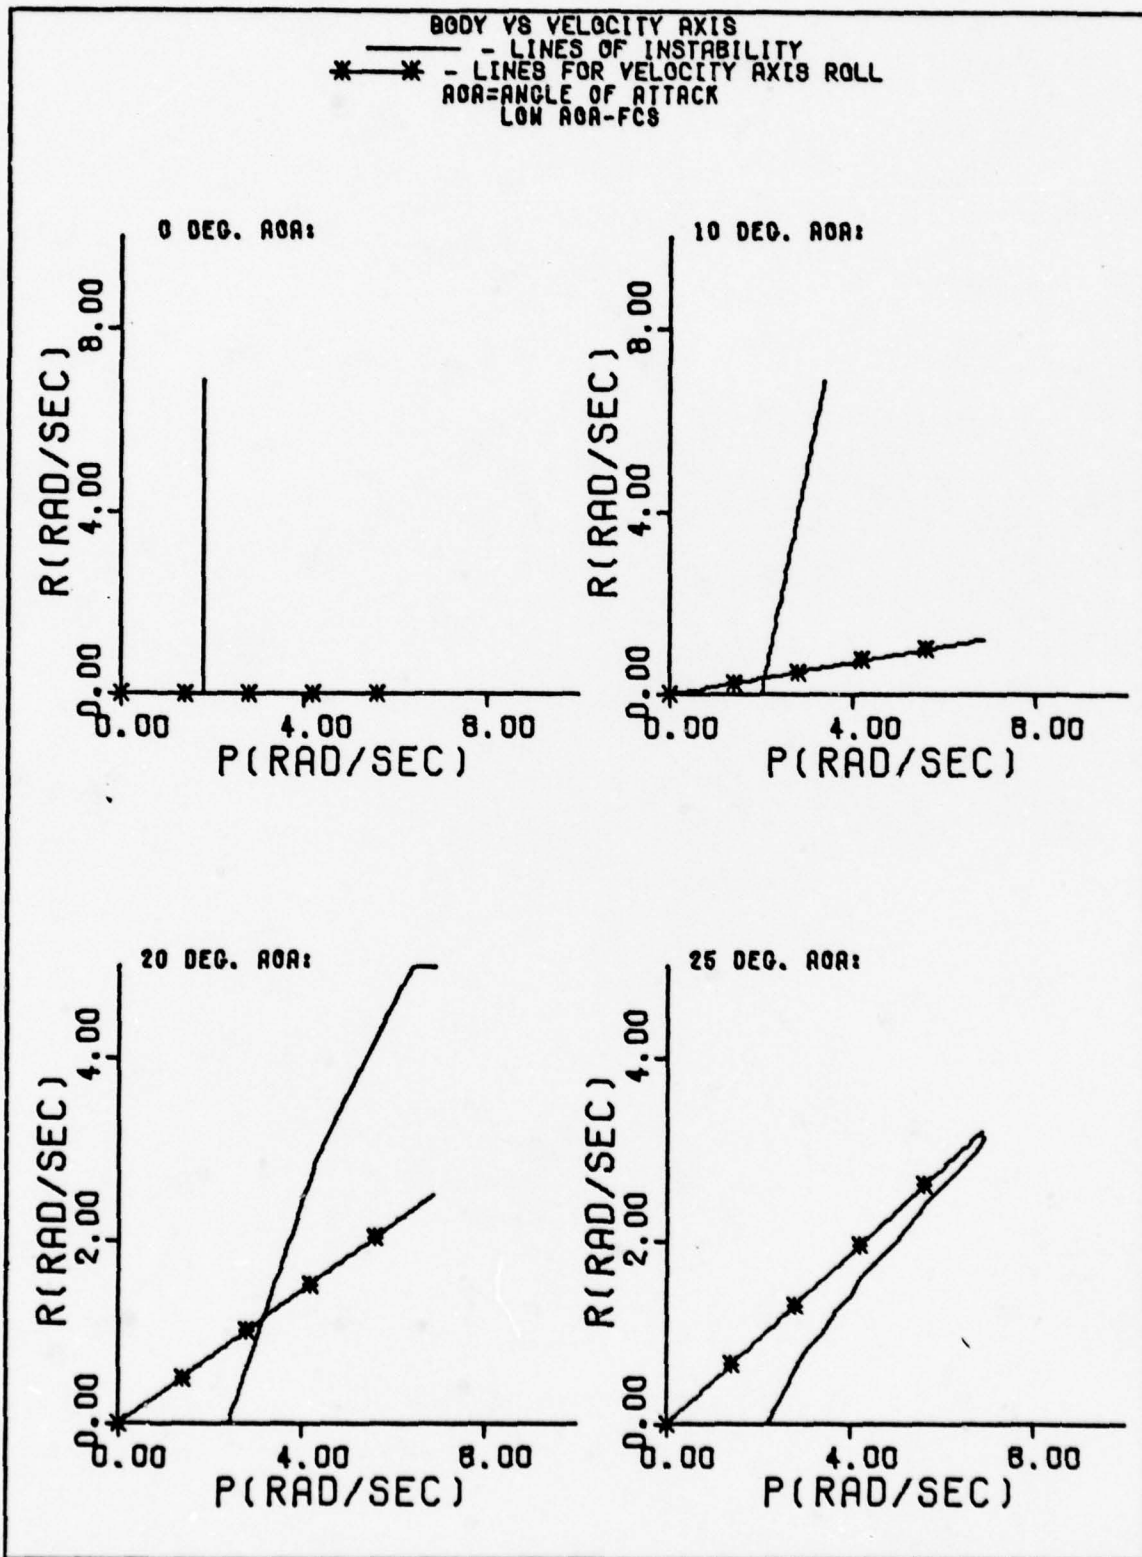 BODY VS VELOCITY AXIS
- LINES OF INSTABILITY
- LINES FOR VELOCITY AXIS ROLL
AOA=ANGLE OF ATTACK
LOW AOA-FCS
0 DEG. AOA:
R(RAD/SEC)
8.00
4.00
0.00
0.00 4.00 8.00
P(RAD/SEC)
10 DEG. AOA:
R(RAD/SEC)
8.00
4.00
0.00
0.00 4.00 8.00
P(RAD/SEC)
20 DEG. AOA:
R(RAD/SEC)
4.00
2.00
0.00
0.00 4.00 8.00
P(RAD/SEC)
25 DEG. AOA:
R(RAD/SEC)
4.00
2.00
0.00
0.00 4.00 8.00
P(RAD/SEC)